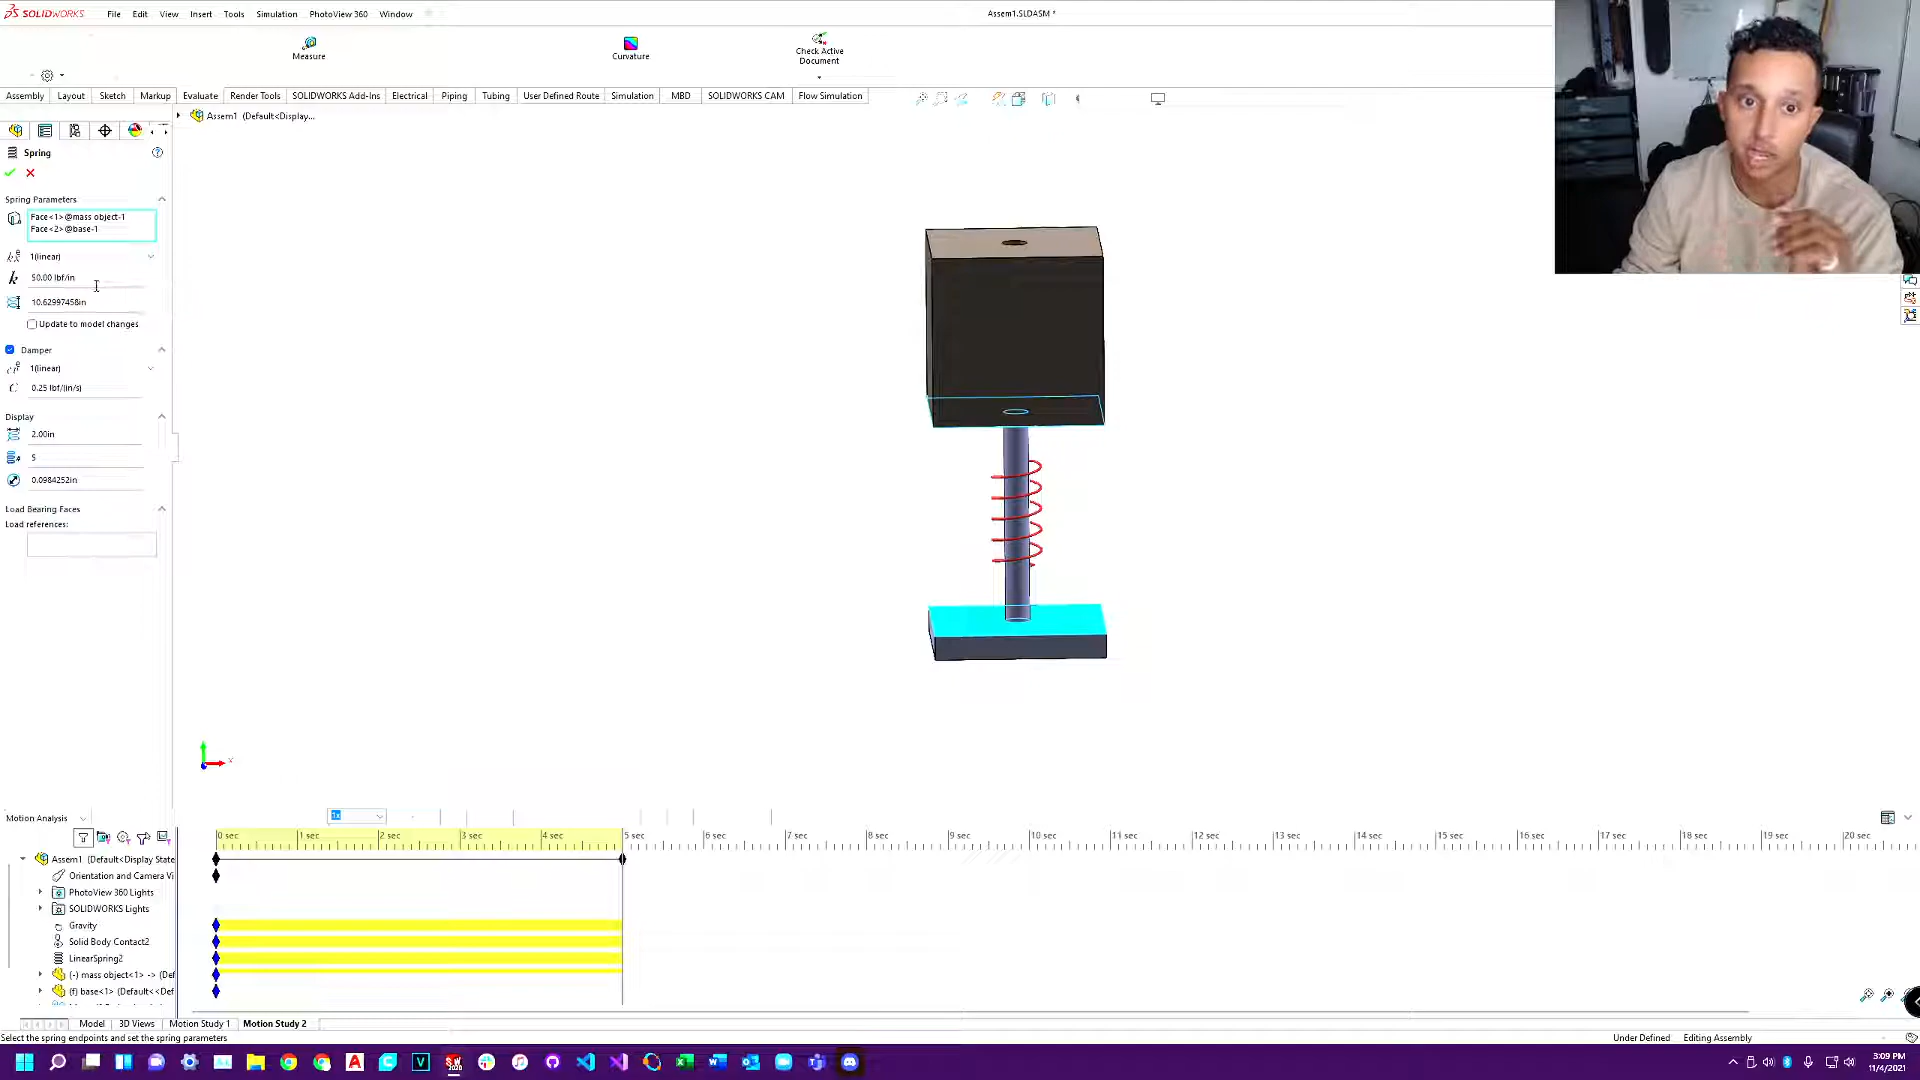 SOLIDWORKS File Edit View Insert Tools Simulation PhotoView 360 Window Assem1.SLDASM *
Measure Curvature Check Active Document
Assembly Layout Sketch Markup Evaluate Render Tools SOLIDWORKS Add-Ins Electrical Piping Tubing User Defined Route Simulation MBD SOLIDWORKS CAM Flow Simulation
Assem1 (Default<Display...
Spring
Spring Parameters
Face<1>@mass object-1
Face<2>@base-1
1(linear)
k 50.00 lbf/in
10.62997458in
Update to model changes
Damper
1(linear)
C 0.25 lbf/(in/s)
Display
2.00in
5
0.0984252in
Load Bearing Faces
Load references:
X
Motion Analysis 1x
0 sec 1 sec 2 sec 3 sec 4 sec 5 sec 6 sec 7 sec 8 sec 9 sec 10 sec 11 sec 12 sec 13 sec 14 sec 15 sec 16 sec 17 sec 18 sec 19 sec 20 sec
Assem1 (Default<Display State
Orientation and Camera Vi
PhotoView 360 Lights
SOLIDWORKS Lights
Gravity
Solid Body Contact2
LinearSpring2
(-) mass object<1> -> (Def
(f) base<1> (Default<<Def
Model 3D Views Motion Study 1 Motion Study 2
Select the spring endpoints and set the spring parameters Under Defined Editing Assembly
3:09 PM
11/4/2021